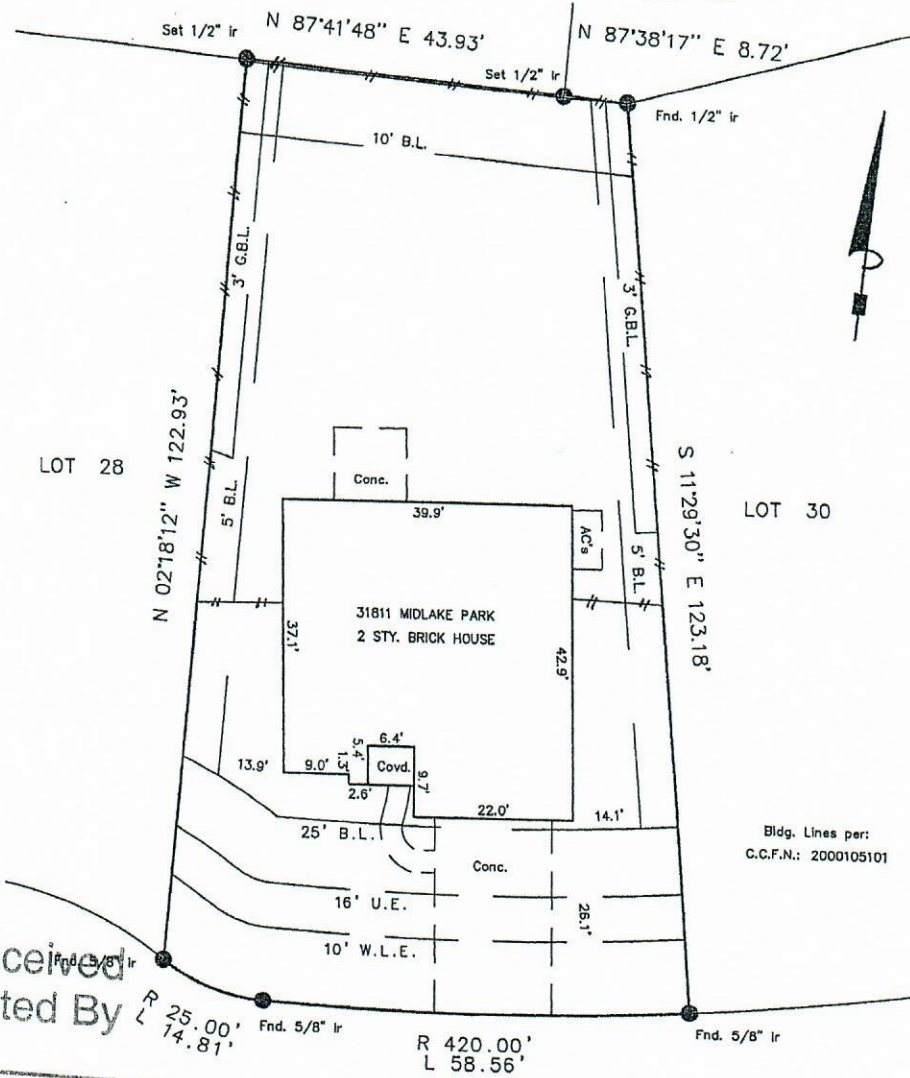 N 87°41'48" E 43.93'
N 87°38'17" E 8.72'
Set 1/2" ir
Set 1/2" ir
Fnd. 1/2" ir
10' B.L.
3' G.B.L.
3' G.B.L.
N 02°18'12" W 122.93'
S 11°29'30" E 123.18'
LOT 28
LOT 30
Conc.
39.9'
AC's
5' B.L.
5' B.L.
31811 MIDLAKE PARK
2 STY. BRICK HOUSE
37.1'
42.9'
6.4'
5.4'
1.3'
Covd.
9.7'
13.9'
9.0'
2.6'
22.0'
14.1'
25' B.L.
Conc.
Bldg. Lines per:
C.C.F.N.: 2000105101
16' U.E.
26.1'
10' W.L.E.
ceived
Fnd. 5/8" ir
ted By
R 25.00'
L 14.81'
Fnd. 5/8" ir
R 420.00'
L 58.56'
Fnd. 5/8" ir